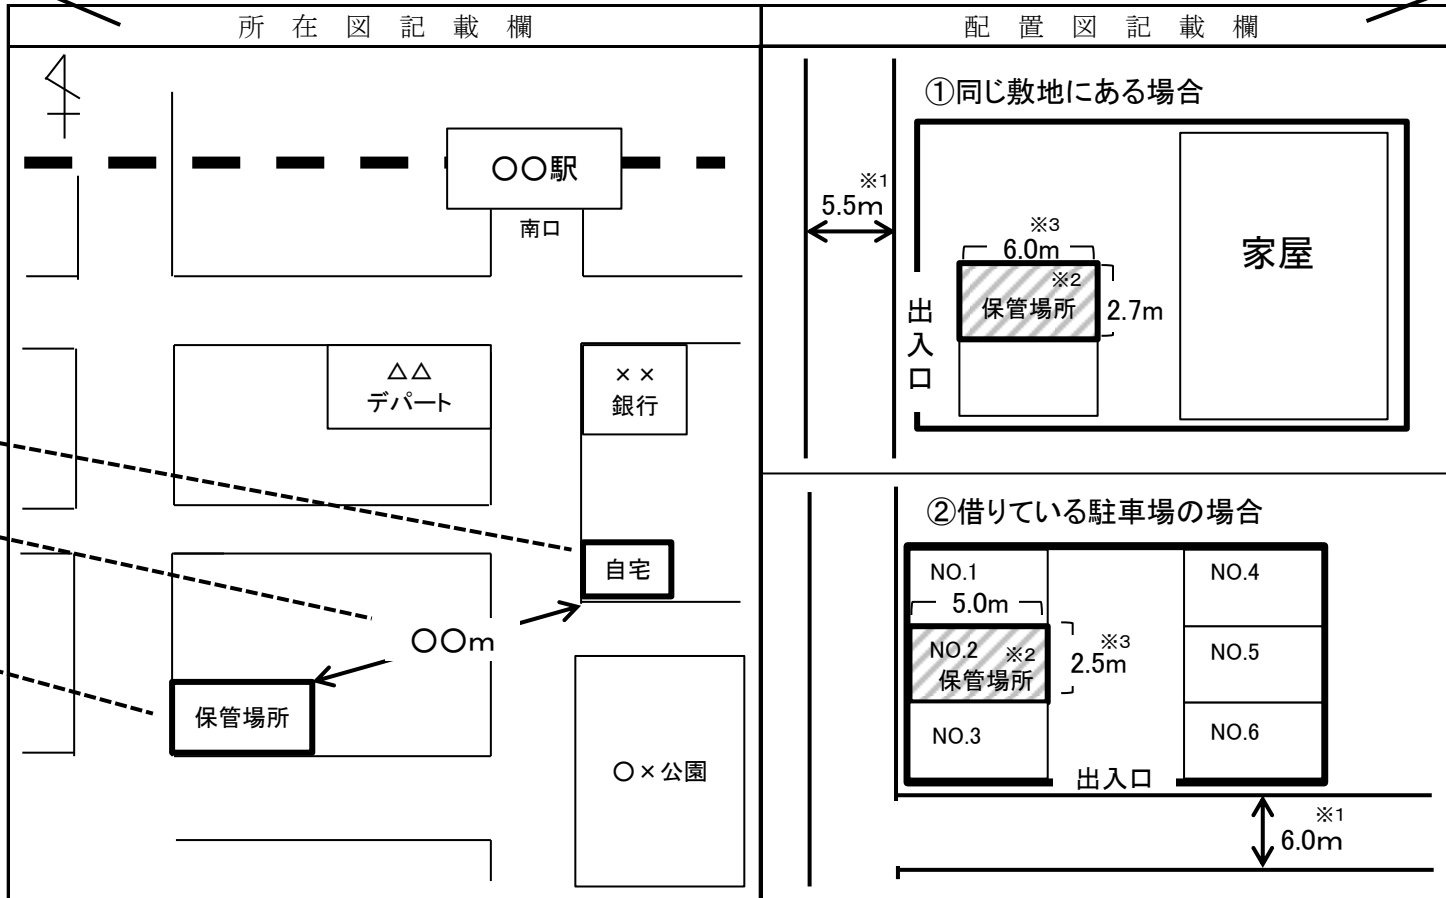 所在図記載欄
〇〇駅
南口
△△
デパート
××
銀行
自宅
〇〇m
保管場所
〇×公園
配置図記載欄
①同じ敷地にある場合
※1
5.5m
※3
6.0m
※2
保管場所
2.7m
出入口
家屋
②借りている駐車場の場合
NO.1
5.0m
NO.2 ※2
保管場所
※3
2.5m
NO.3
NO.4
NO.5
NO.6
出入口
※1
6.0m